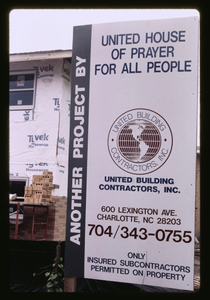 ANOTHER PROJECT BY
UNITED HOUSE
OF PRAYER
FOR ALL PEOPLE
UNITED BUILDING
CONTRACTORS, INC.
UNITED BUILDING
CONTRACTORS, INC.
600 LEXINGTON AVE.
CHARLOTTE, NC 28203
704/343-0755
ONLY
INSURED SUBCONTRACTORS
PERMITTED ON PROPERTY
Tyvek
Tyvek